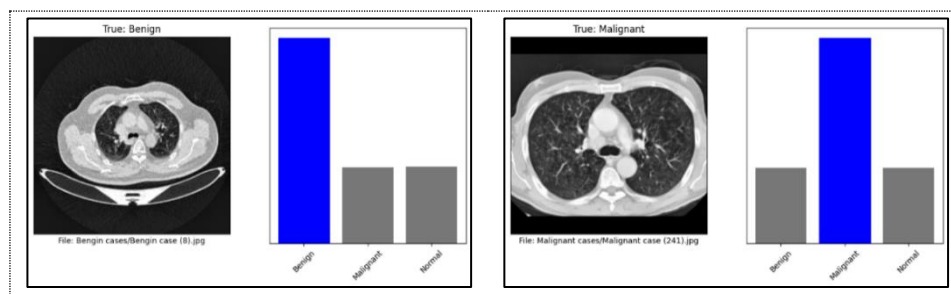 True: Benign
File: Bengin cases/Bengin case (8).jpg
Benign
Malignant
Normal
True: Malignant
File: Malignant cases/Malignant case (241).jpg
Benign
Malignant
Normal